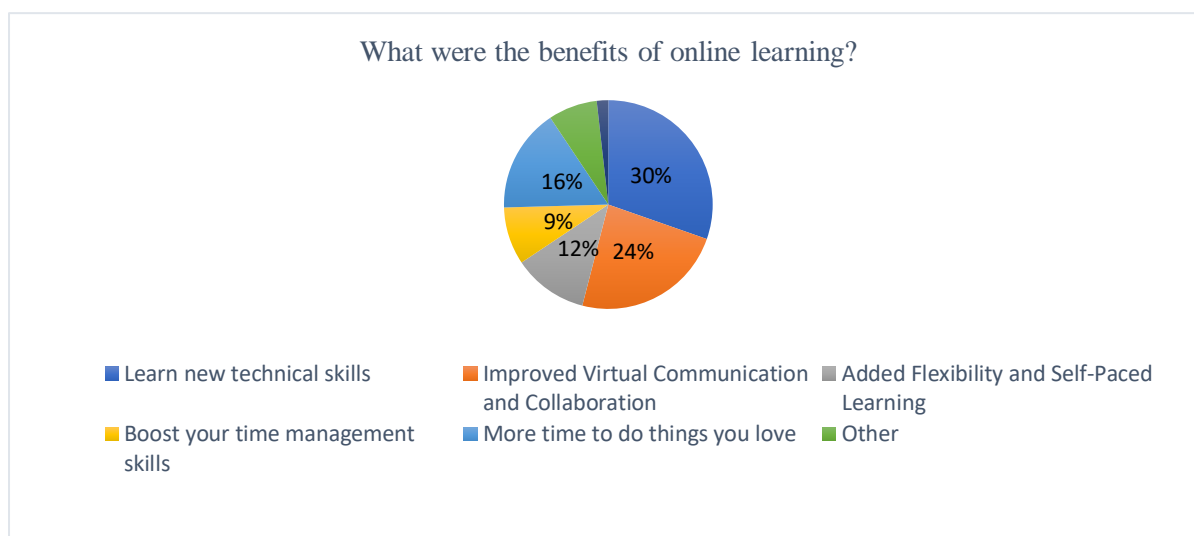 What were the benefits of online learning?
30%
24%
12%
9%
16%
Learn new technical skills
Improved Virtual Communication
and Collaboration
Added Flexibility and Self-Paced
Learning
Boost your time management
skills
More time to do things you love
Other